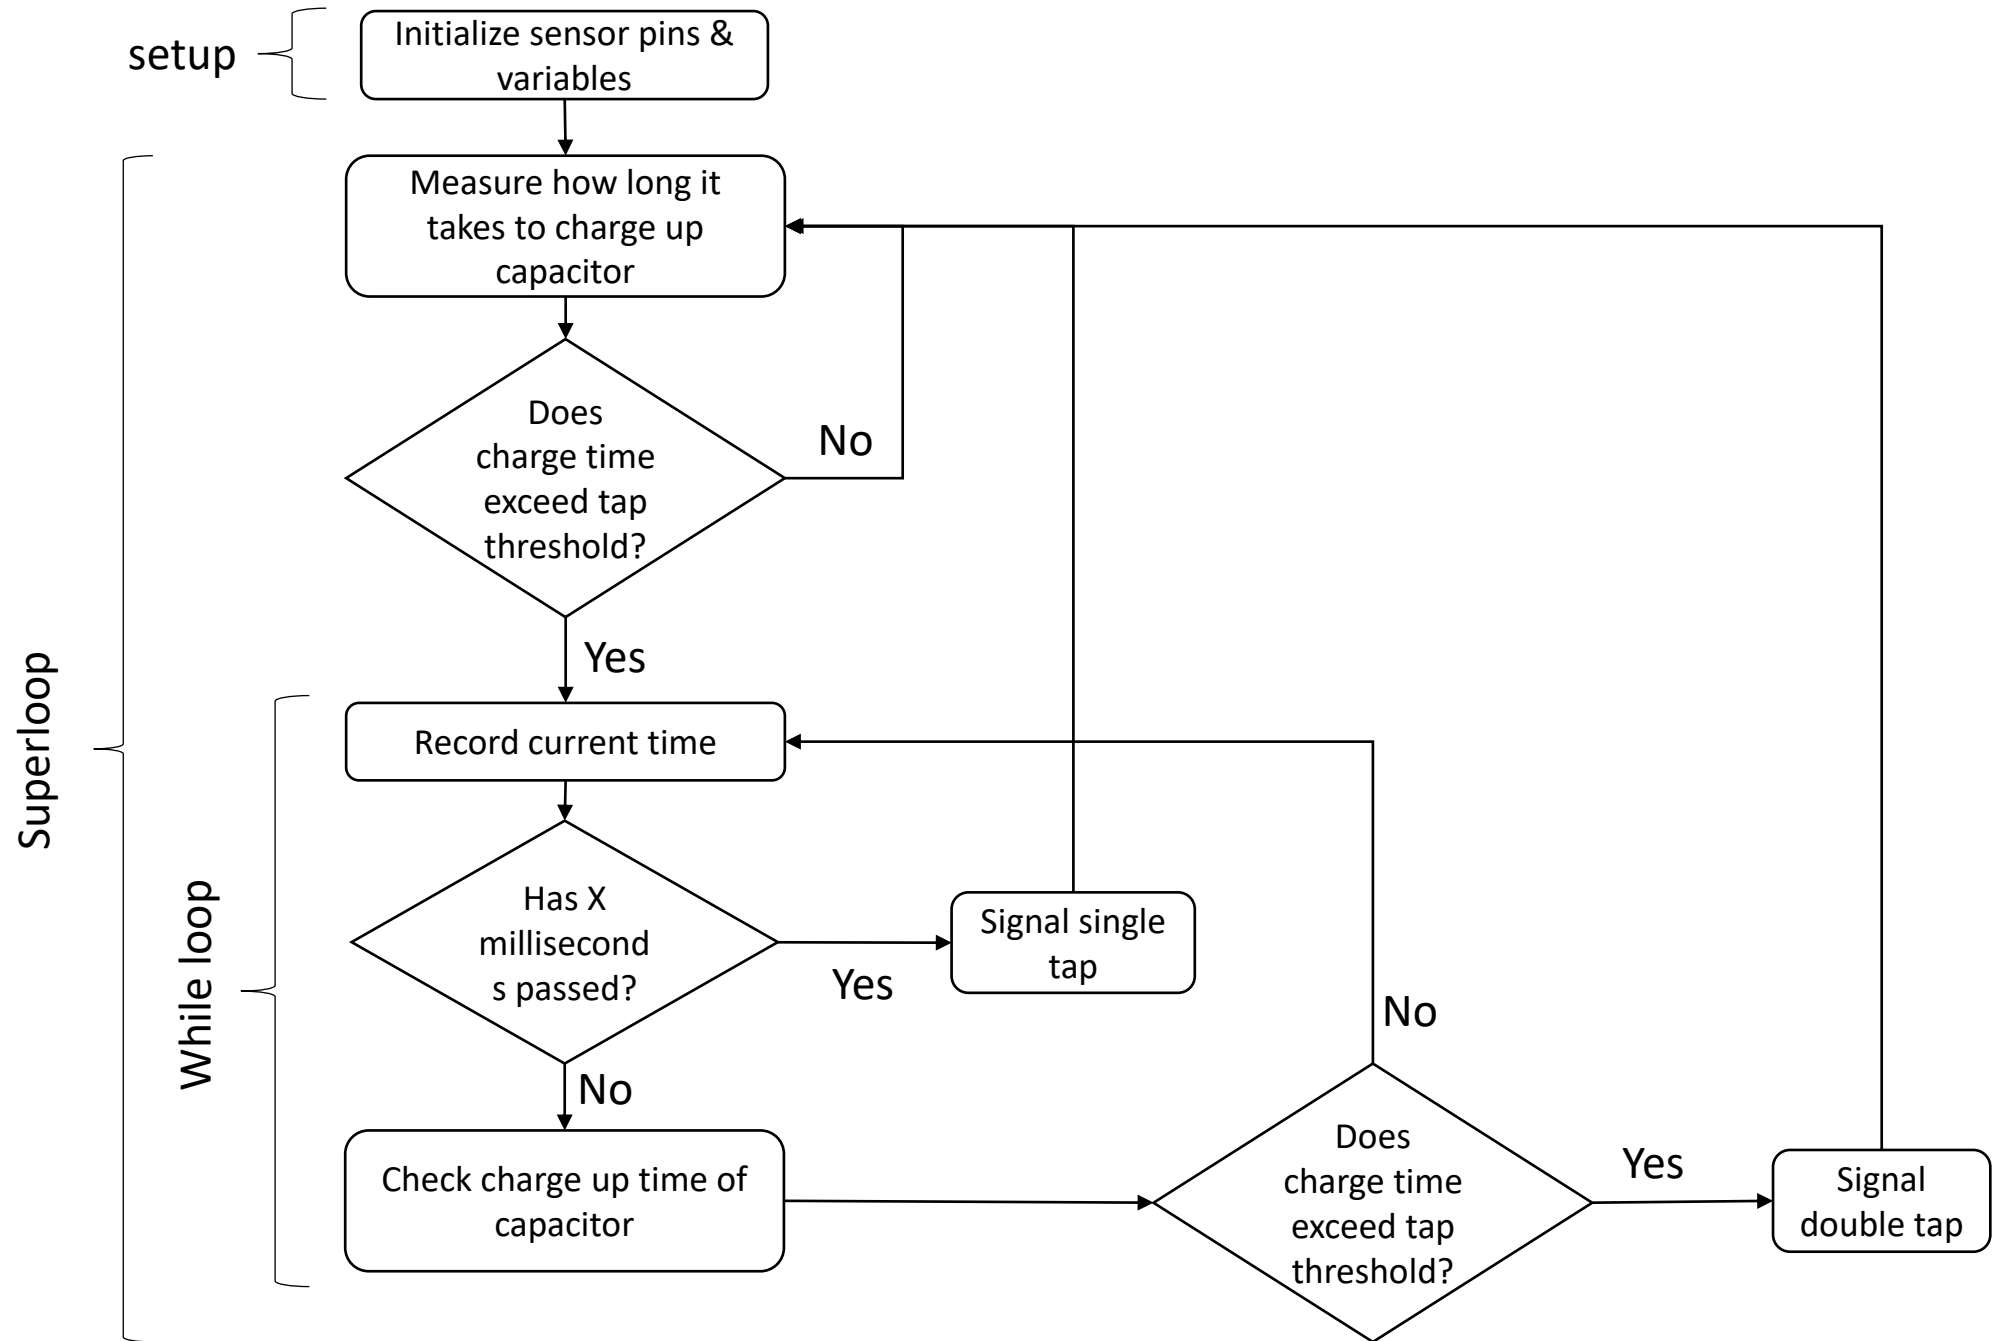 setup
Initialize sensor pins &
variables
Measure how long it
takes to charge up
capacitor
Does
charge time
exceed tap
threshold?
No
Yes
Superloop
While loop
Record current time
Has X
millisecond
s passed?
Yes
Signal single
tap
No
Check charge up time of
capacitor
Does
charge time
exceed tap
threshold?
No
Yes
Signal
double tap